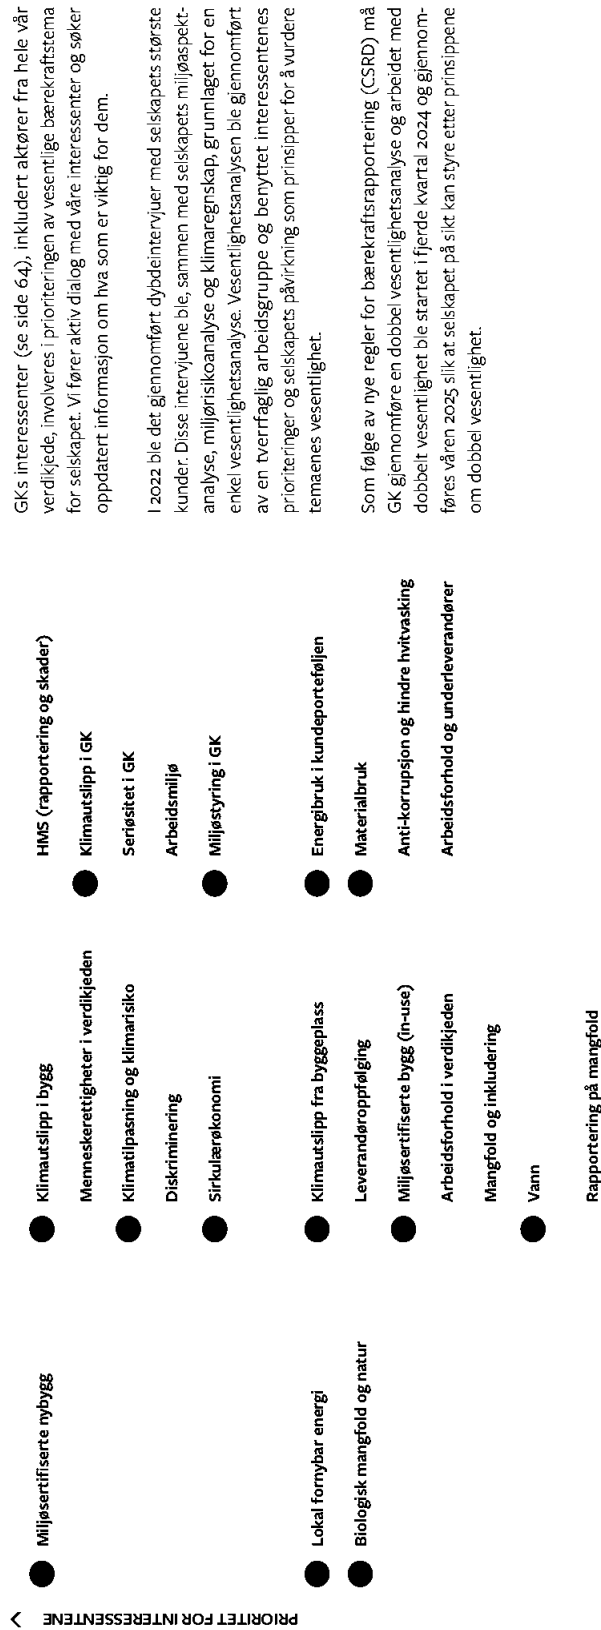 GKs interessenter (se side 64), inkludert aktører fra hele vår
verdikjede, involveres i prioriteringen av vesentlige bærekraftstema
for selskapet. Vi fører aktiv dialog med våre interessenter og søker
oppdatert informasjon om hva som er viktig for dem.
I 2022 ble det gjennomført dybdeintervjuer med selskapets største
kunder. Disse intervjuene ble, sammen med selskapets miljøaspekt-
analyse, miljørisikoanalyse og klimaregnskap, grunnlaget for en
enkel vesentlighetsanalyse. Vesentlighetsanalysen ble gjennomført
av en tverrfaglig arbeidsgruppe og benyttet interessentenes
prioriteringer og selskapets påvirkning som prinsipper for å vurdere
temaenes vesentlighet.
Som følge av nye regler for bærekraftsrapportering (CSRD) må
GK gjennomføre en dobbel vesentlighetsanalyse og arbeidet med
dobbelt vesentlighet ble startet i fjerde kvartal 2024 og gjennom-
føres våren 2025 slik at selskapet på sikt kan styre etter prinsippene
om dobbel vesentlighet.
HMS (rapportering og skader)
Klimautslipp i GK
Seriøsitet i GK
Arbeidsmiljø
Miljøstyring i GK
Energibruk i kundeporteføljen
Materialbruk
Anti-korrupsjon og hindre hvitvasking
Arbeidsforhold og underleverandører
Klimautslipp i bygg
Menneskerettigheter i verdikjeden
Klimatilpasning og klimarisiko
Diskriminering
Sirkulærøkonomi
Klimautslipp fra byggeplass
Leverandøroppfølging
Miljøsertifiserte bygg (in-use)
Arbeidsforhold i verdikjeden
Mangfold og inkludering
Vann
Rapportering på mangfold
Miljøsertifiserte nybygg
Lokal fornybar energi
Biologisk mangfold og natur
PRIORITET FOR INTERESSENTENE